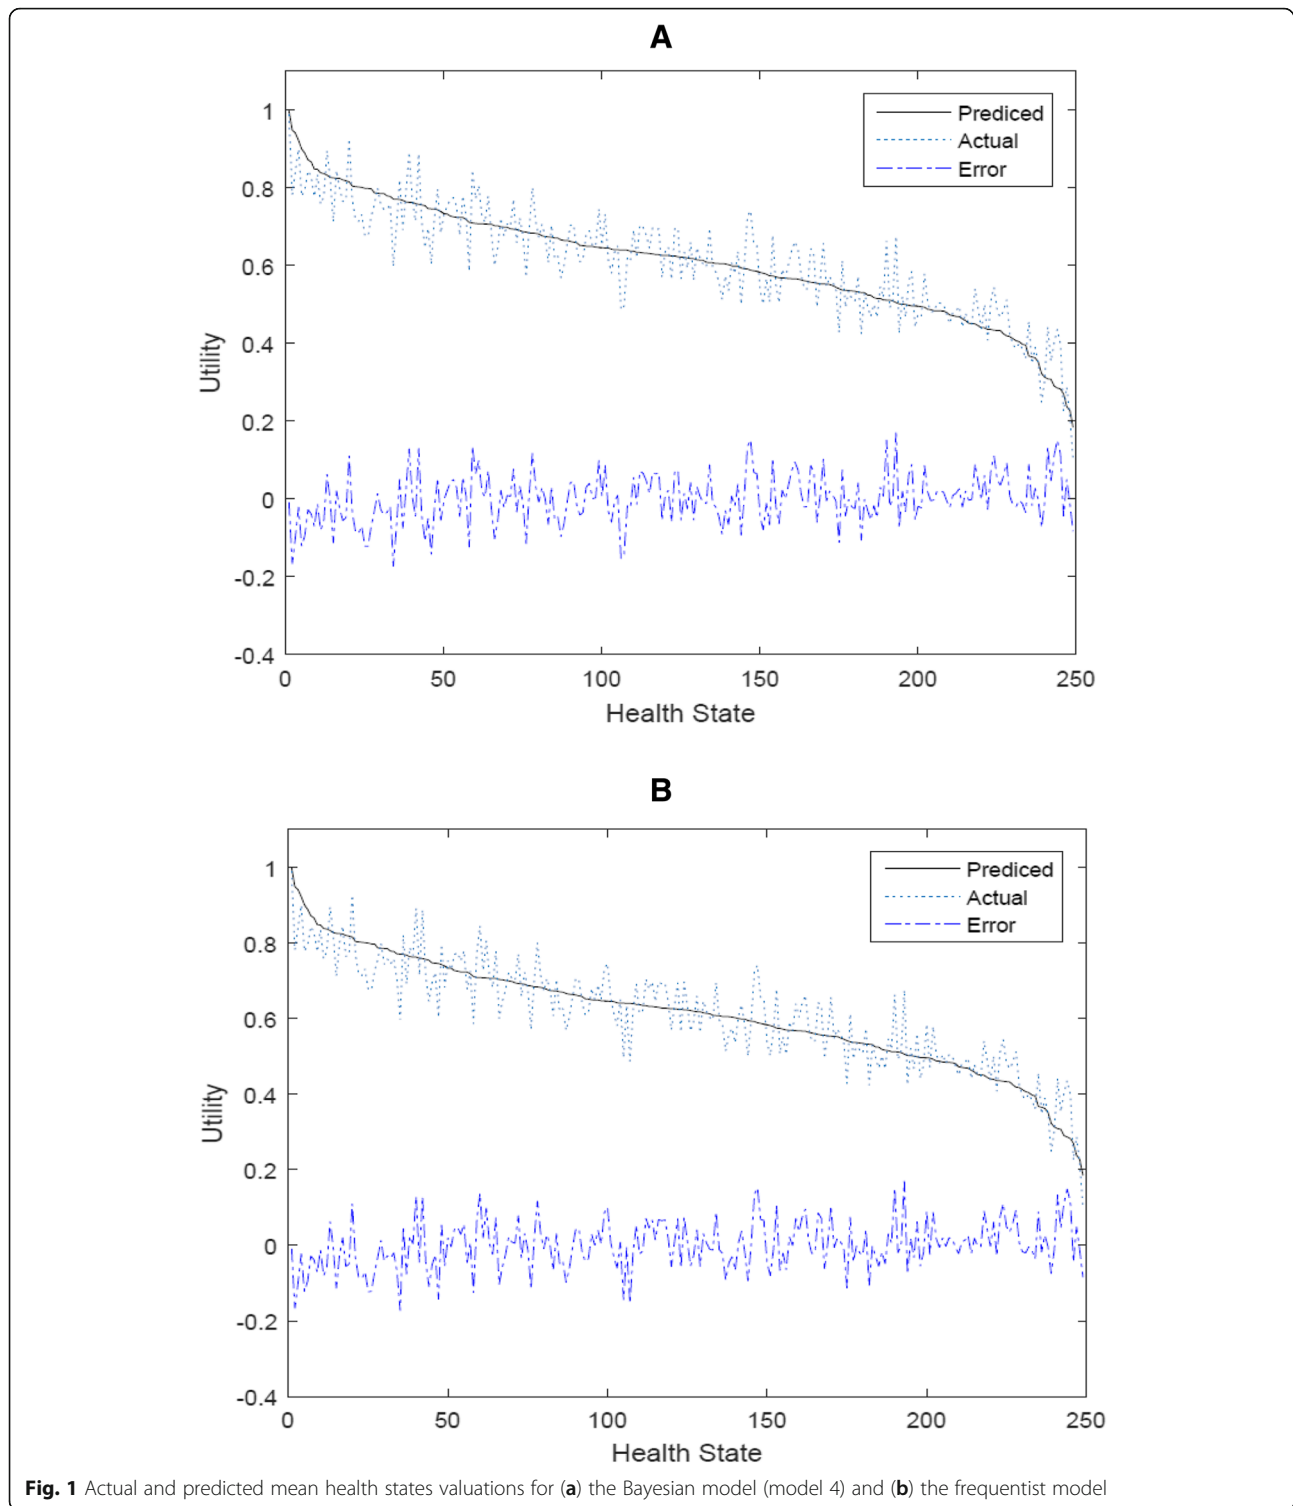 A
1
0.8
0.6
0.4
0.2
0
-0.2
-0.4
Utility
Prediced
Actual
Error
0 50 100 150 200 250
Health State
B
1
0.8
0.6
0.4
0.2
0
-0.2
-0.4
Utility
Prediced
Actual
Error
0 50 100 150 200 250
Health State
Fig. 1 Actual and predicted mean health states valuations for (a) the Bayesian model (model 4) and (b) the frequentist model